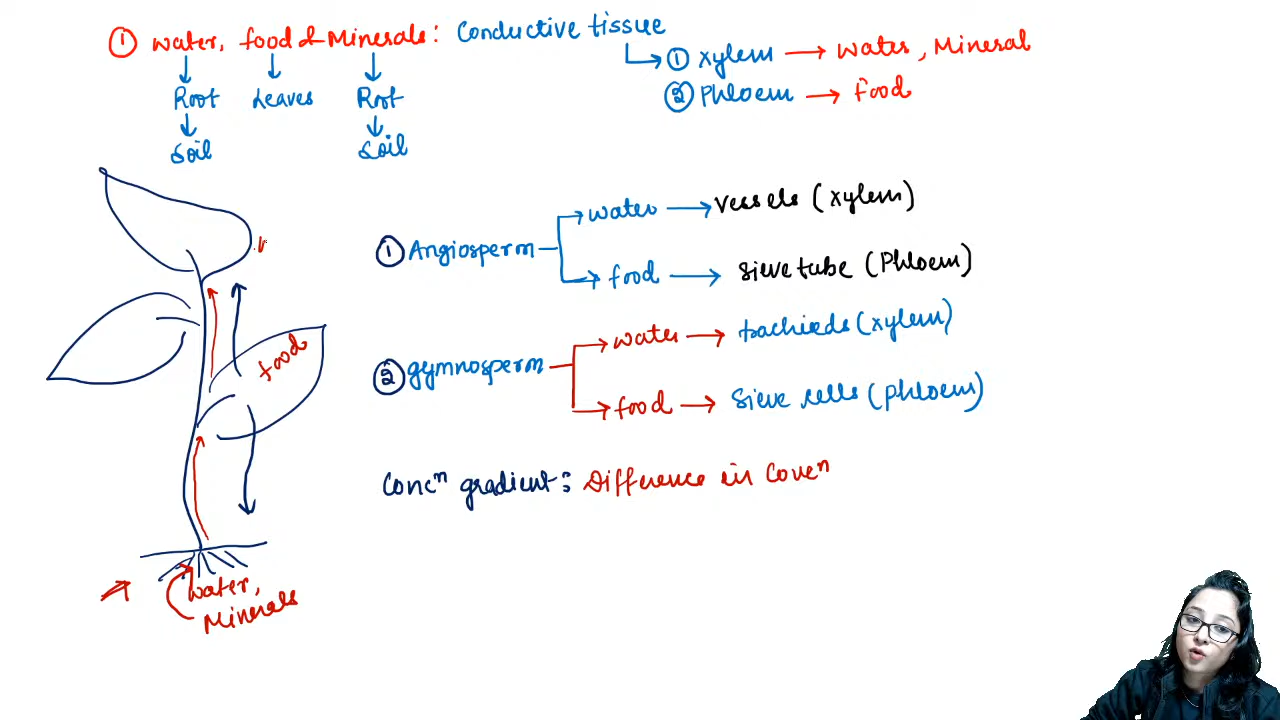 ① water, food & Minerals: Conductive tissue
① Xylem → water, Mineral
Root Leaves Root
② Phloem → food
Soil Soil
① Angiosperm
water → vessels (xylem)
food → sieve tube (Phloem)
② gymnosperm
water → trachieds (xylem)
food → sieve cells (Phloem)
food
Concⁿ gradient: Difference in Concⁿ
water,
Minerals